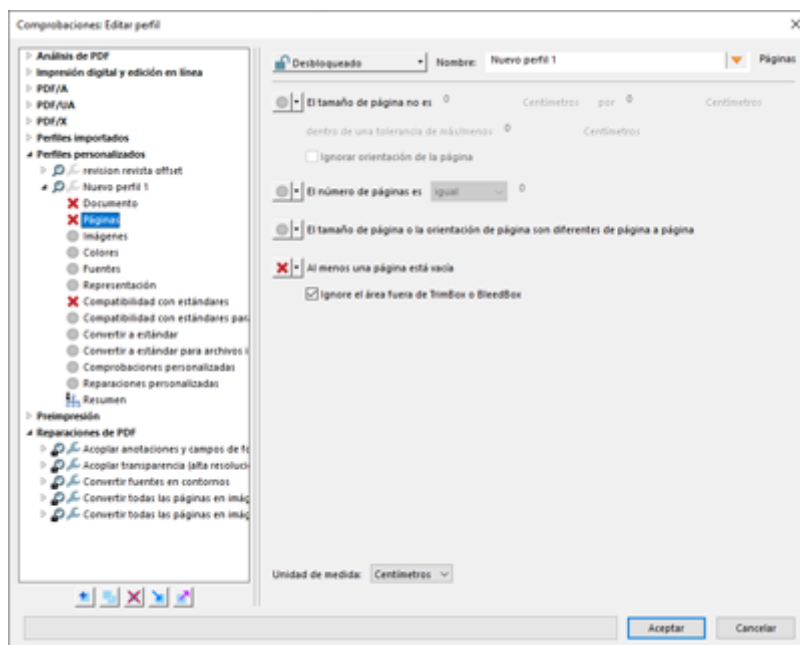 Comprobaciones: Editar perfil
Análisis de PDF
Impresión digital y edición en línea
PDF/A
PDF/UA
PDF/X
Perfiles importados
Perfiles personalizados
revision revista offset
Nuevo perfil 1
Documento
Páginas
Imágenes
Colores
Fuentes
Representación
Compatibilidad con estándares
Compatibilidad con estándares par
Convertir a estándar
Convertir a estándar para archivos i
Comprobaciones personalizadas
Reparaciones personalizadas
Resumen
Preimpresión
Reparaciones de PDF
Acoplar anotaciones y campos de fo
Acoplar transparencia (alta resoluci
Convertir fuentes en contornos
Convertir todas las páginas en imág
Convertir todas las páginas en imág
Desbloqueado Nombre: Nuevo perfil 1 Páginas
El tamaño de página no es 0 Centímetros por 0 Centímetros
dentro de una tolerancia de más/menos 0 Centímetros
Ignorar orientación de la página
El número de páginas es igual 0
El tamaño de página o la orientación de página son diferentes de página a página
Al menos una página está vacía
Ignore el área fuera de TrimBox o BleedBox
Unidad de medida: Centímetros
Aceptar Cancelar